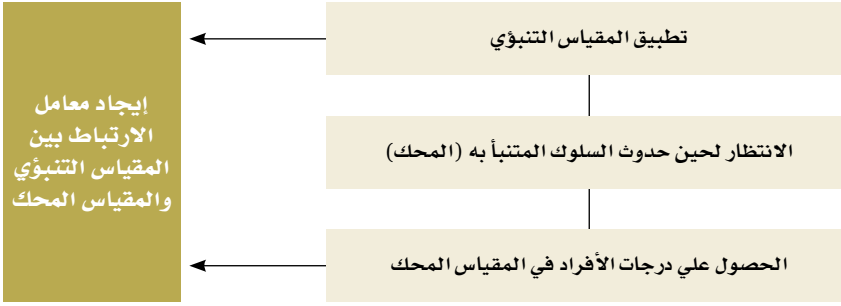 تطبيق المقياس التنبؤي
الانتظار لحين حدوث السلوك المتنبأ به (المحك)
الحصول علي درجات الأفراد في المقياس المحك
إيجاد معامل
الارتباط بين
المقياس التنبؤي
والمقياس المحك